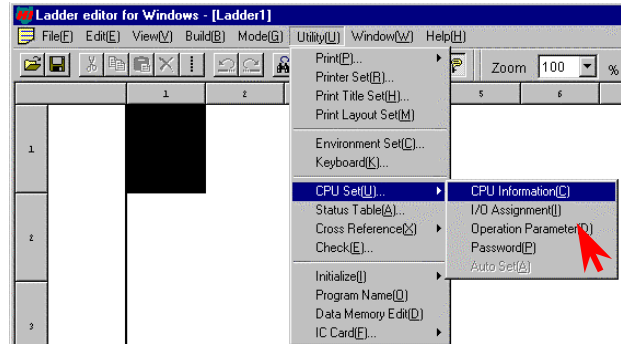 Ladder editor for Windows - [Ladder1]
File(F) Edit(E) View(V) Build(B) Mode(G) Utility(U) Window(W) Help(H)
Zoom 100 %
1 2 5 6
1
2
3
Print(P)...
Printer Set(R)...
Print Title Set(H)...
Print Layout Set(M)
Environment Set(C)...
Keyboard(K)...
CPU Set(U)...
Status Table(A)...
Cross Reference(X)
Check(E)...
Initialize(I)
Program Name(O)
Data Memory Edit(D)
IC Card(F)...
CPU Information(C)
I/O Assignment(I)
Operation Parameter(D)
Password(P)
Auto Set(A)